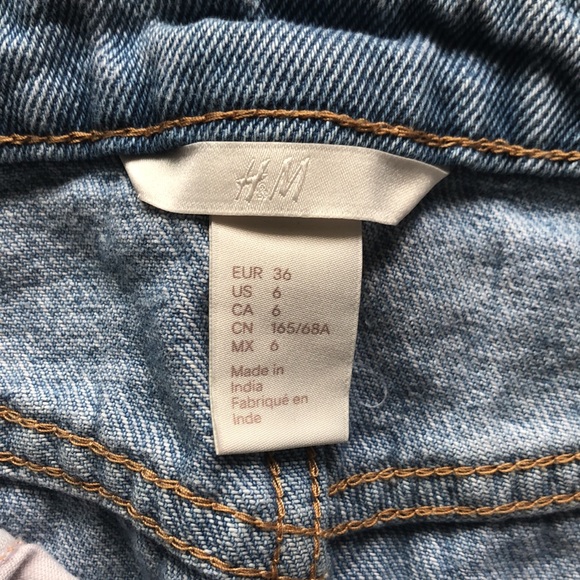 H&M
EUR 36
US 6
CA 6
CN 165/68A
MX 6
Made in
India
Fabriqué en
Inde